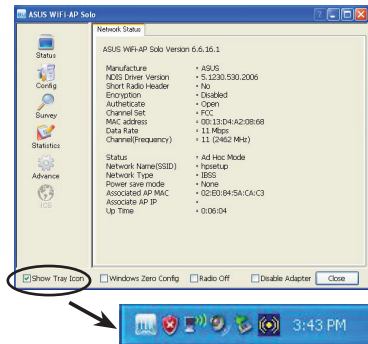 ASUS WiFi-AP Solo
Network Status
Status
Config
Survey
Statistics
Advance
ICS
ASUS WiFi-AP Solo Version 6.6.16.1
Manufacture • ASUS
NDIS Driver Version • 5.1230.530.2006
Short Radio Header • No
Encryption • Disabled
Autheticate • Open
Channel Set • FCC
MAC address • 00:13:D4:A2:08:68
Data Rate • 11 Mbps
Channel(Frequency) • 11 (2462 MHz)
Status • Ad Hoc Mode
Network Name(SSID) • hpsetup
Network Type • IBSS
Power save mode • None
Associated AP MAC • 02:E0:84:5A:CA:C3
Associate AP IP •
Up Time • 0:06:04
Show Tray Icon
Windows Zero Config
Radio Off
Disable Adapter
Close
3:43 PM